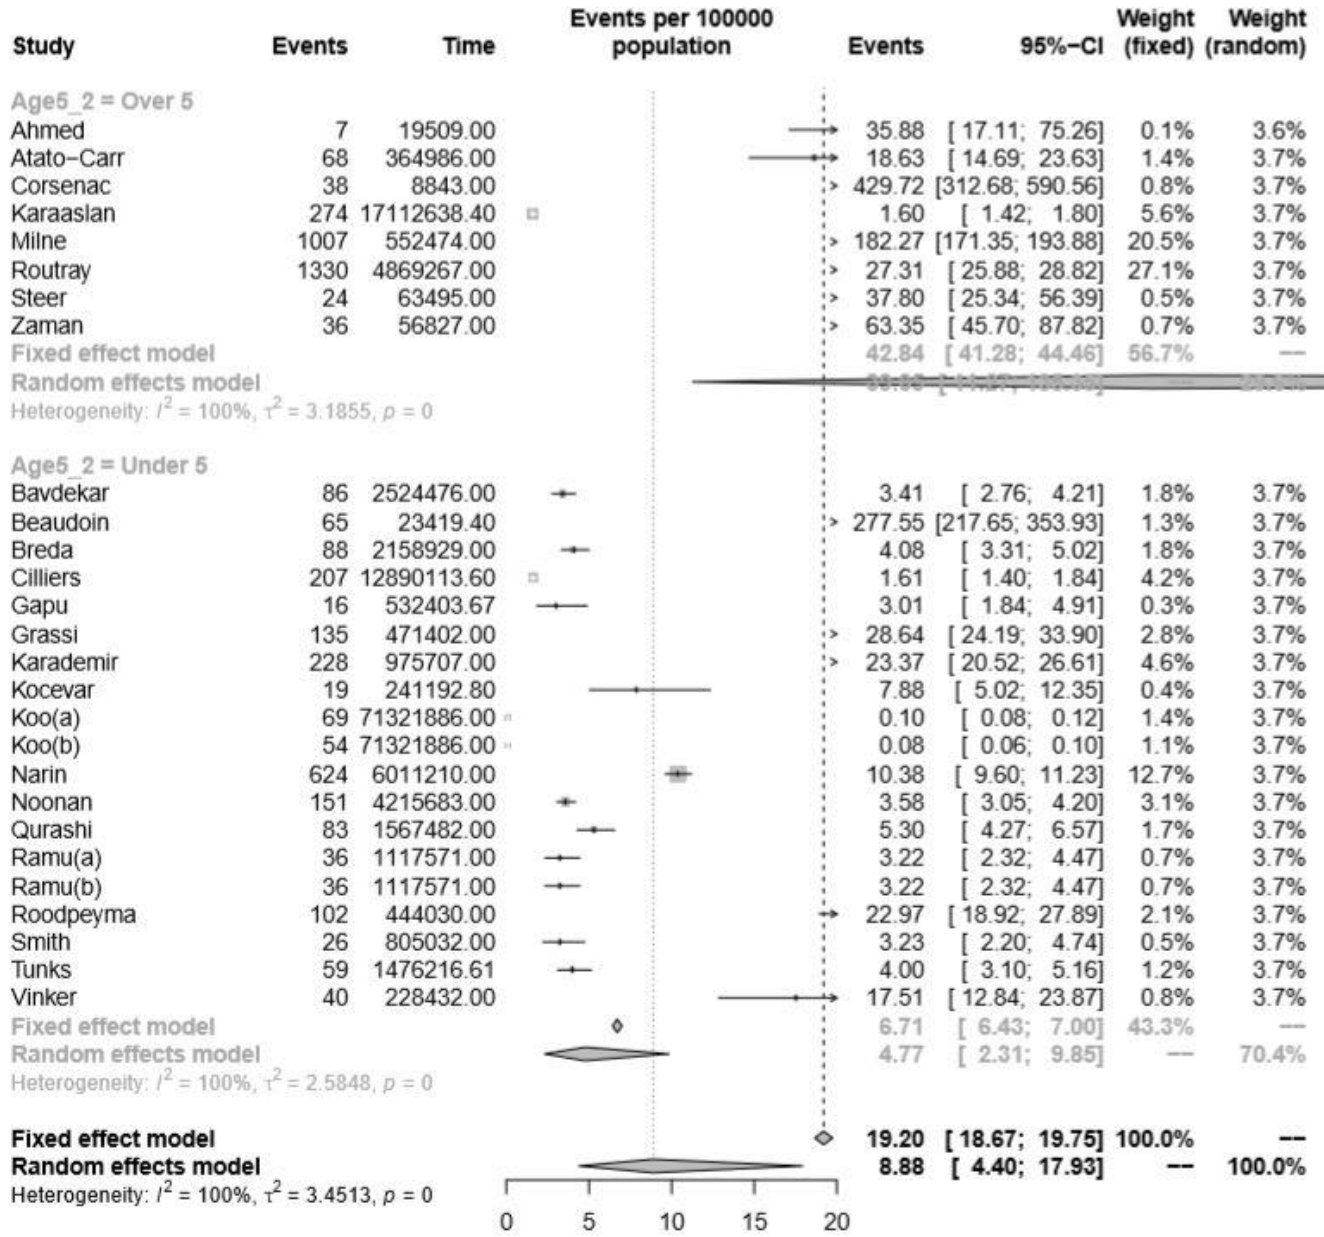 Events per 100000 Weight Weight
Study Events Time population Events 95%−CI (fixed) (random)
Age5_2 = Over 5
Ahmed 7 19509.00 35.88 [ 17.11; 75.26] 0.1% 3.6%
Atato−Carr 68 364986.00 18.63 [ 14.69; 23.63] 1.4% 3.7%
Corsenac 38 8843.00 429.72 [312.68; 590.56] 0.8% 3.7%
Karaaslan 274 17112638.40 1.60 [ 1.42; 1.80] 5.6% 3.7%
Milne 1007 552474.00 182.27 [171.35; 193.88] 20.5% 3.7%
Routray 1330 4869267.00 27.31 [ 25.88; 28.82] 27.1% 3.7%
Steer 24 63495.00 37.80 [ 25.34; 56.39] 0.5% 3.7%
Zaman 36 56827.00 63.35 [ 45.70; 87.82] 0.7% 3.7%
Fixed effect model 42.84 [ 41.28; 44.46] 56.7% −−
Random effects model
Heterogeneity: I² = 100%, τ² = 3.1855, p = 0
Age5_2 = Under 5
Bavdekar 86 2524476.00 3.41 [ 2.76; 4.21] 1.8% 3.7%
Beaudoin 65 23419.40 277.55 [217.65; 353.93] 1.3% 3.7%
Breda 88 2158929.00 4.08 [ 3.31; 5.02] 1.8% 3.7%
Cilliers 207 12890113.60 1.61 [ 1.40; 1.84] 4.2% 3.7%
Gapu 16 532403.67 3.01 [ 1.84; 4.91] 0.3% 3.7%
Grassi 135 471402.00 28.64 [ 24.19; 33.90] 2.8% 3.7%
Karademir 228 975707.00 23.37 [ 20.52; 26.61] 4.6% 3.7%
Kocevar 19 241192.80 7.88 [ 5.02; 12.35] 0.4% 3.7%
Koo(a) 69 71321886.00 0.10 [ 0.08; 0.12] 1.4% 3.7%
Koo(b) 54 71321886.00 0.08 [ 0.06; 0.10] 1.1% 3.7%
Narin 624 6011210.00 10.38 [ 9.60; 11.23] 12.7% 3.7%
Noonan 151 4215683.00 3.58 [ 3.05; 4.20] 3.1% 3.7%
Qurashi 83 1567482.00 5.30 [ 4.27; 6.57] 1.7% 3.7%
Ramu(a) 36 1117571.00 3.22 [ 2.32; 4.47] 0.7% 3.7%
Ramu(b) 36 1117571.00 3.22 [ 2.32; 4.47] 0.7% 3.7%
Roodpeyma 102 444030.00 22.97 [ 18.92; 27.89] 2.1% 3.7%
Smith 26 805032.00 3.23 [ 2.20; 4.74] 0.5% 3.7%
Tunks 59 1476216.61 4.00 [ 3.10; 5.16] 1.2% 3.7%
Vinker 40 228432.00 17.51 [ 12.84; 23.87] 0.8% 3.7%
Fixed effect model 6.71 [ 6.43; 7.00] 43.3% −−
Random effects model 4.77 [ 2.31; 9.85] −− 70.4%
Heterogeneity: I² = 100%, τ² = 2.5848, p = 0
Fixed effect model 19.20 [ 18.67; 19.75] 100.0% −−
Random effects model 8.88 [ 4.40; 17.93] −− 100.0%
Heterogeneity: I² = 100%, τ² = 3.4513, p = 0
0 5 10 15 20